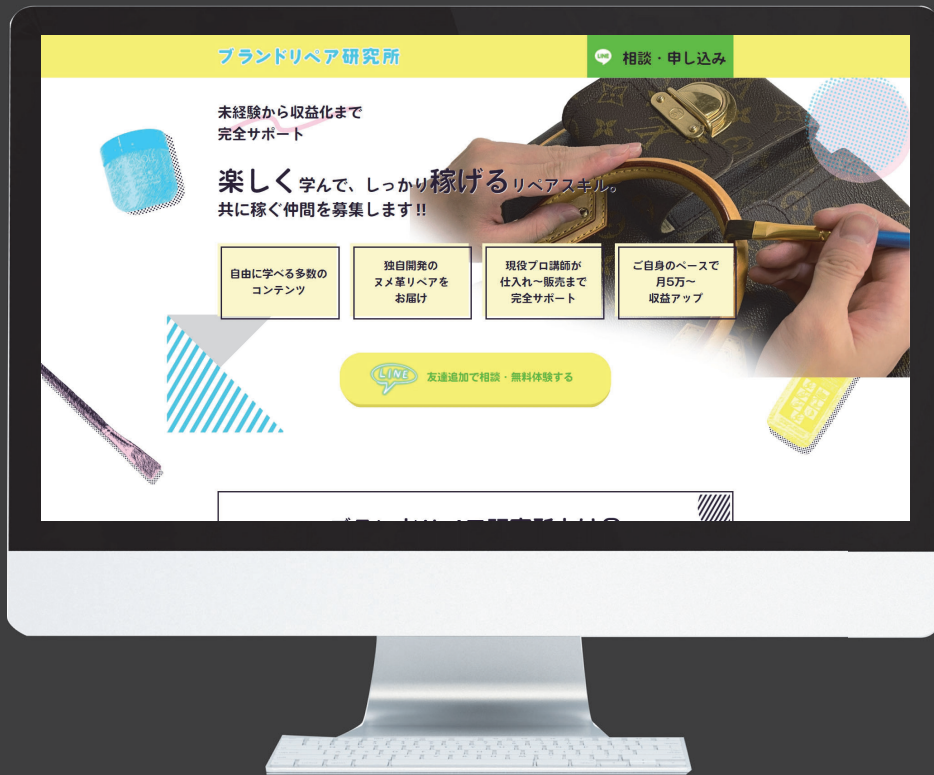 ブランドリペア研究所
LINE
相談・申し込み
未経験から収益化まで
完全サポート
楽しく学んで、しっかり稼げるリペアスキル。
共に稼ぐ仲間を募集します!!
自由に学べる多数の
コンテンツ
独自開発の
ヌメ革リペアを
お届け
現役プロ講師が
仕入れ〜販売まで
完全サポート
ご自身のペースで
月5万〜
収益アップ
LINE
友達追加で相談・無料体験する